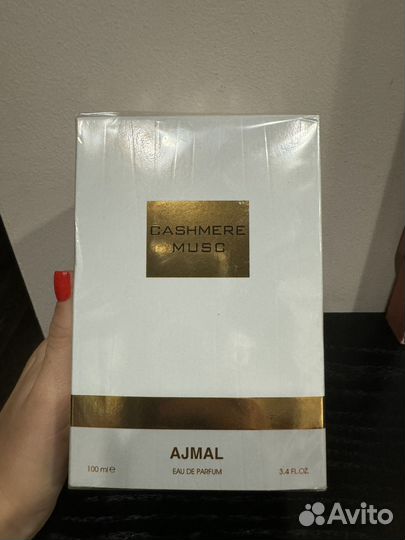 CASHMERE
MUSC
AJMAL
100 ml e EAU DE PARFUM 3.4 FL.OZ.
Avito